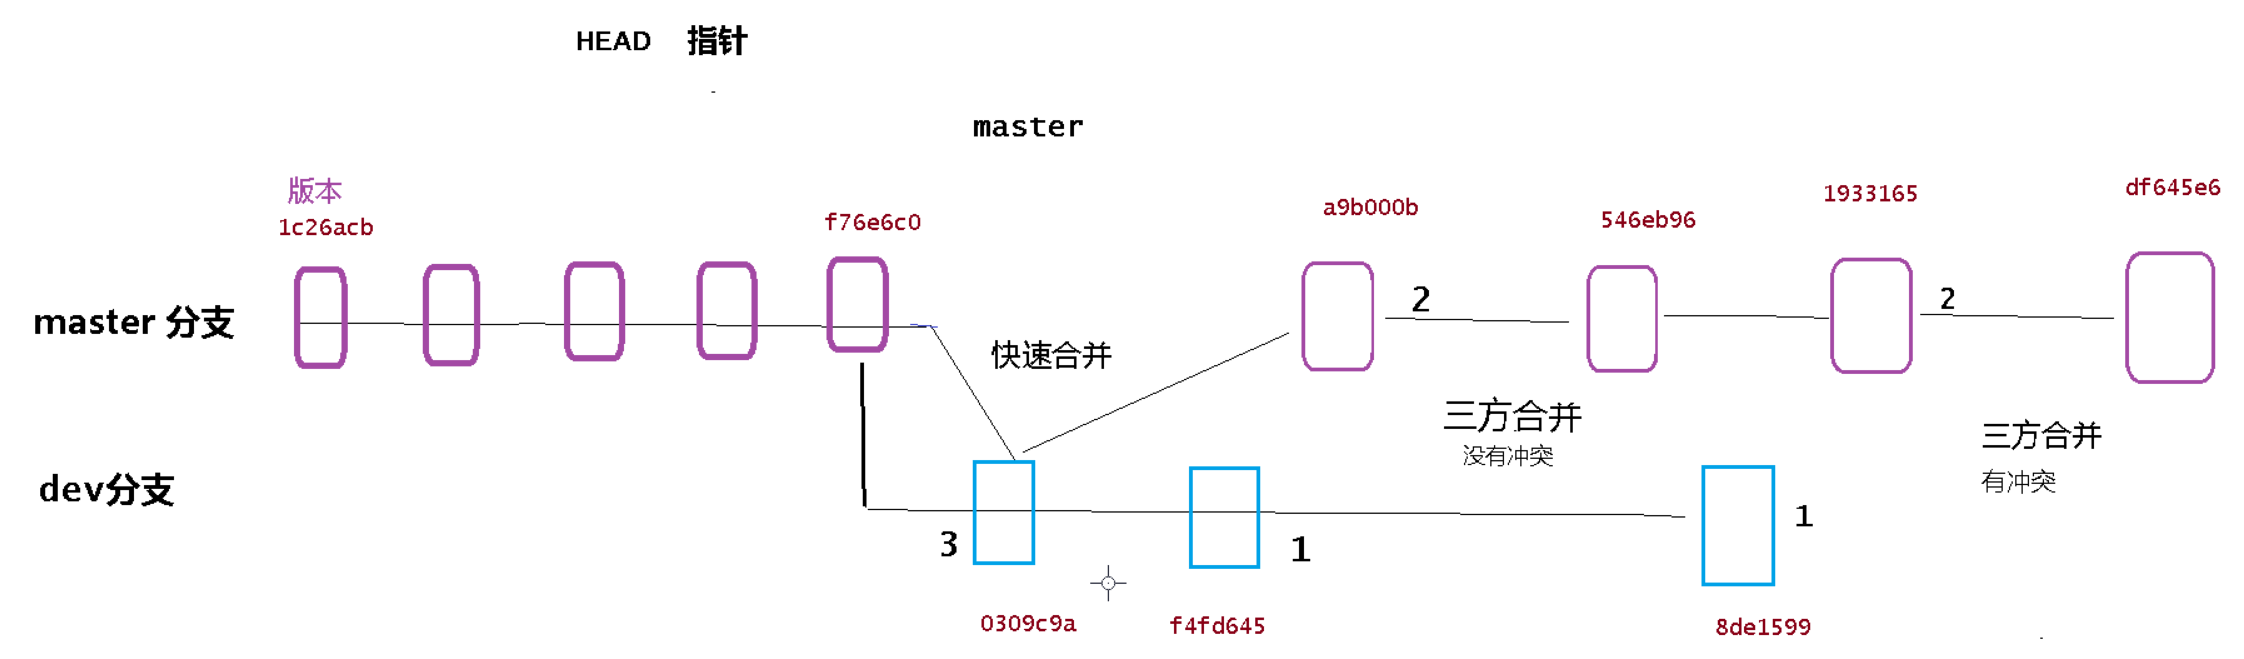 HEAD 指针
master
版本
1c26acb
f76e6c0
a9b000b
546eb96
1933165
df645e6
master 分支
2
2
快速合并
三方合并
没有冲突
三方合并
有冲突
dev分支
3
1
1
0309c9a
f4fd645
8de1599